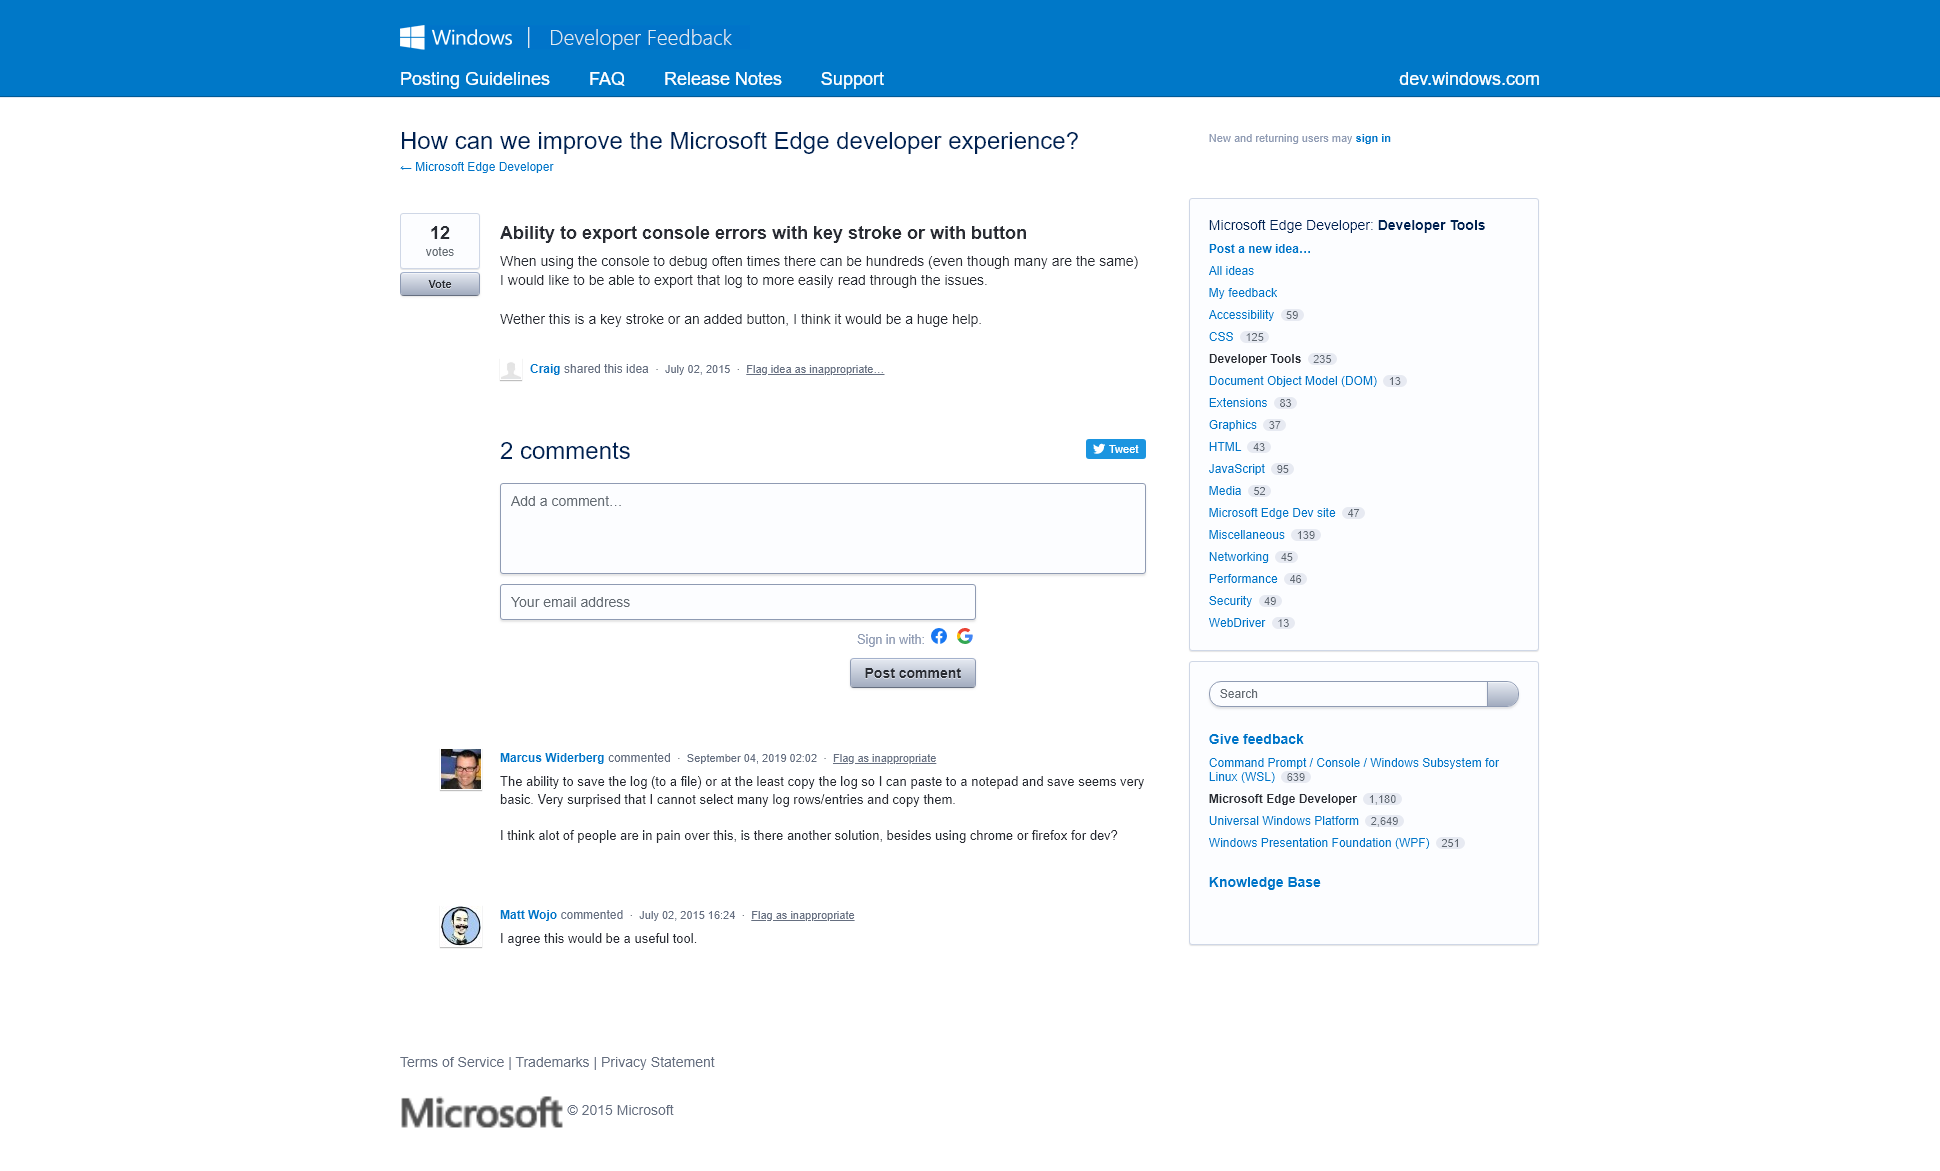 Windows | Developer Feedback
Posting Guidelines FAQ Release Notes Support dev.windows.com
How can we improve the Microsoft Edge developer experience?
← Microsoft Edge Developer
New and returning users may sign in
12
votes
Vote
Ability to export console errors with key stroke or with button
When using the console to debug often times there can be hundreds (even though many are the same)
I would like to be able to export that log to more easily read through the issues.
Wether this is a key stroke or an added button, I think it would be a huge help.
Craig shared this idea · July 02, 2015 · Flag idea as inappropriate…
2 comments
Tweet
Add a comment…
Your email address
Sign in with:
Post comment
Marcus Widerberg commented · September 04, 2019 02:02 · Flag as inappropriate
The ability to save the log (to a file) or at the least copy the log so I can paste to a notepad and save seems very
basic. Very surprised that I cannot select many log rows/entries and copy them.
I think alot of people are in pain over this, is there another solution, besides using chrome or firefox for dev?
Matt Wojo commented · July 02, 2015 16:24 · Flag as inappropriate
I agree this would be a useful tool.
Microsoft Edge Developer: Developer Tools
Post a new idea…
All ideas
My feedback
Accessibility 59
CSS 125
Developer Tools 235
Document Object Model (DOM) 13
Extensions 83
Graphics 37
HTML 43
JavaScript 95
Media 52
Microsoft Edge Dev site 47
Miscellaneous 139
Networking 45
Performance 46
Security 49
WebDriver 13
Search
Give feedback
Command Prompt / Console / Windows Subsystem for
Linux (WSL) 639
Microsoft Edge Developer 1,180
Universal Windows Platform 2,649
Windows Presentation Foundation (WPF) 251
Knowledge Base
Terms of Service | Trademarks | Privacy Statement
Microsoft © 2015 Microsoft